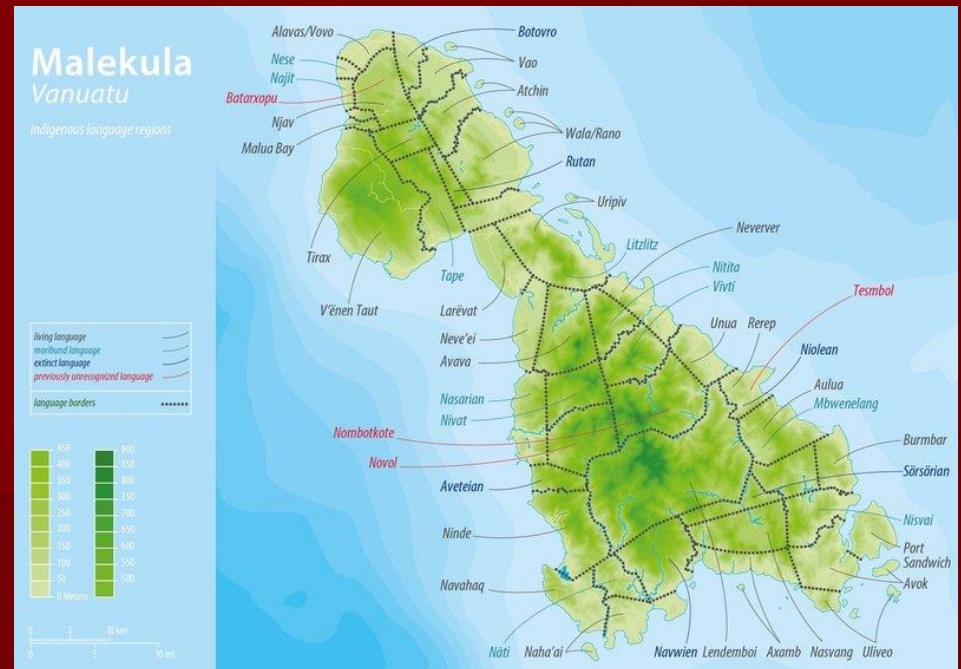 Malekula
Vanuatu
indigenous language regions
Alavas/Vovo
Botovro
Nese
Vao
Najit
Atchin
Batarxopu
Njav
Wala/Rano
Malua Bay
Rutan
Uripiv
Tirax
Litzlitz
Neverver
Tape
Nitita
Vivti
V'ënen Taut
Larëvat
Tesmbol
Neve'ei
Unua
Rerep
Avava
Niolean
Nasarian
Aulua
Nivat
Mbwenelang
Nombotkote
Burmbar
Novol
Sörsörian
Aveteian
Nisvai
Ninde
Port
Sandwich
Navahaq
Avok
Näti
Naha'ai
Navwien
Lendemboi
Axamb
Nasvang
Uliveo
living language
moribund language
extinct language
previously unrecognized language
language borders
450 900
400 850
350 800
300 750
250 700
200 650
150 600
100 550
50 500
0 Meters
0 5 10 km
0 5 10 mi